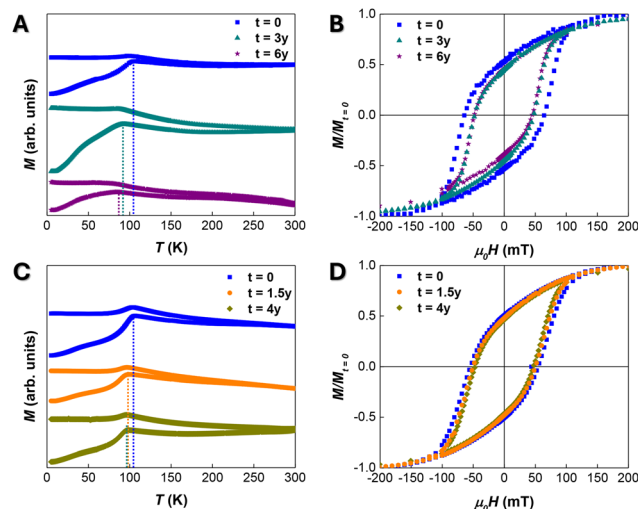 A
t = 0
t = 3y
t = 6y
M (arb. units)
0 50 100 150 200 250 300
T (K)
B
t = 0
t = 3y
t = 6y
M/M t=0
1.0
0.5
0.0
-0.5
-1.0
-200 -150 -100 -50 0 50 100 150 200
μ0H (mT)
C
t = 0
t = 1.5y
t = 4y
M (arb. units)
0 50 100 150 200 250 300
T (K)
D
t = 0
t = 1.5y
t = 4y
M/M t=0
1.0
0.5
0.0
-0.5
-1.0
-200 -150 -100 -50 0 50 100 150 200
μ0H (mT)